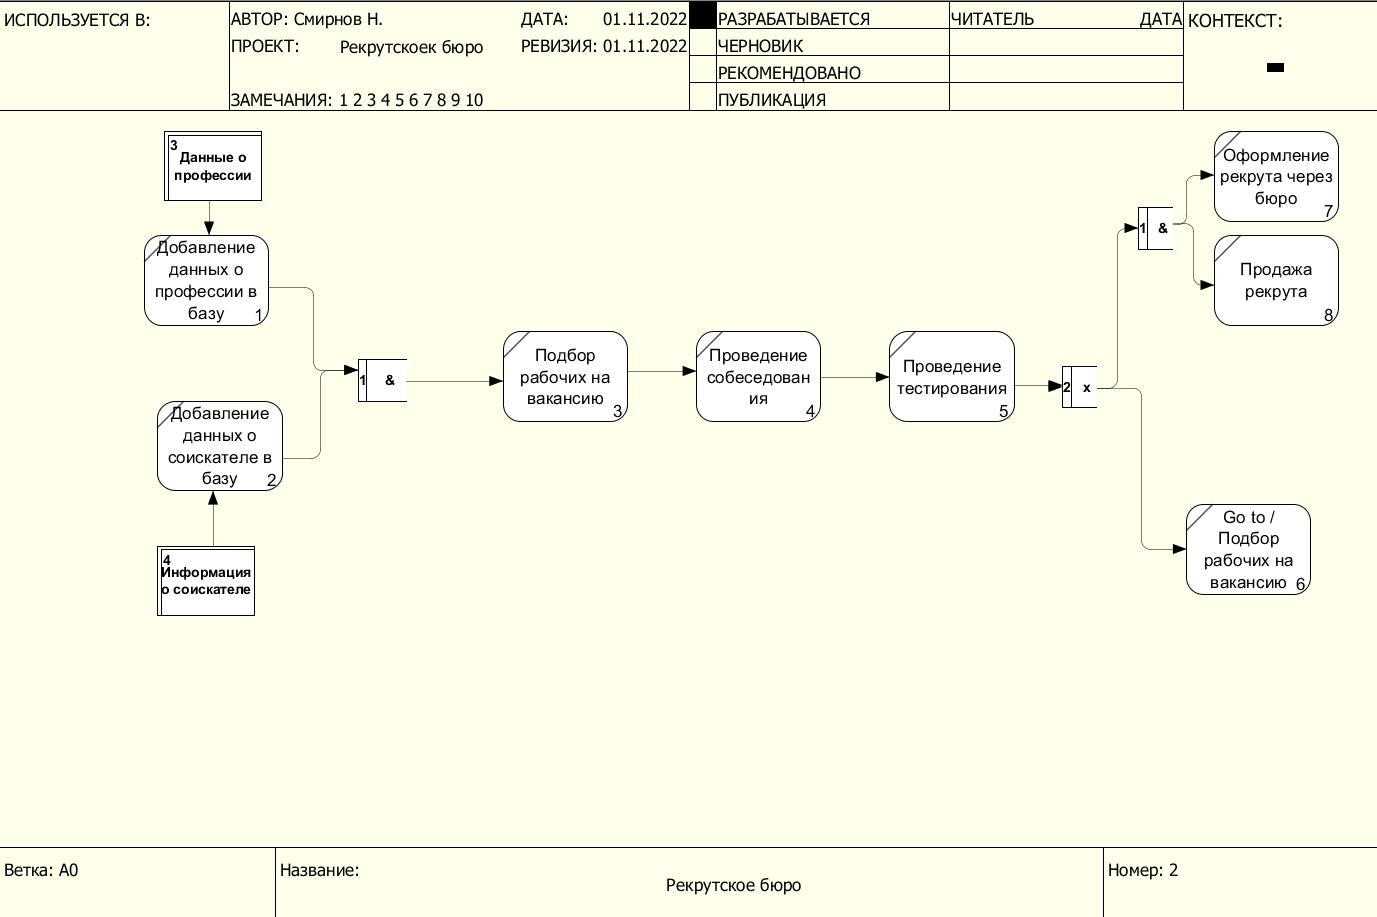 ИСПОЛЬЗУЕТСЯ В:
АВТОР: Смирнов Н.
ДАТА: 01.11.2022
ПРОЕКТ: Рекрутскоек бюро
РЕВИЗИЯ: 01.11.2022
ЗАМЕЧАНИЯ: 1 2 3 4 5 6 7 8 9 10
РАЗРАБАТЫВАЕТСЯ
ЧЕРНОВИК
РЕКОМЕНДОВАНО
ПУБЛИКАЦИЯ
ЧИТАТЕЛЬ
ДАТА
КОНТЕКСТ:
3
Данные о
профессии
Добавление
данных о
профессии в
базу
1
Добавление
данных о
соискателе в
базу
2
4
Информация
о соискателе
1 &
Подбор
рабочих на
вакансию
3
Проведение
собеседован
ия
4
Проведение
тестирования
5
2 x
1 &
Оформление
рекрута через
бюро
7
Продажа
рекрута
8
Go to /
Подбор
рабочих на
вакансию
6
Ветка: A0
Название:
Рекрутское бюро
Номер: 2